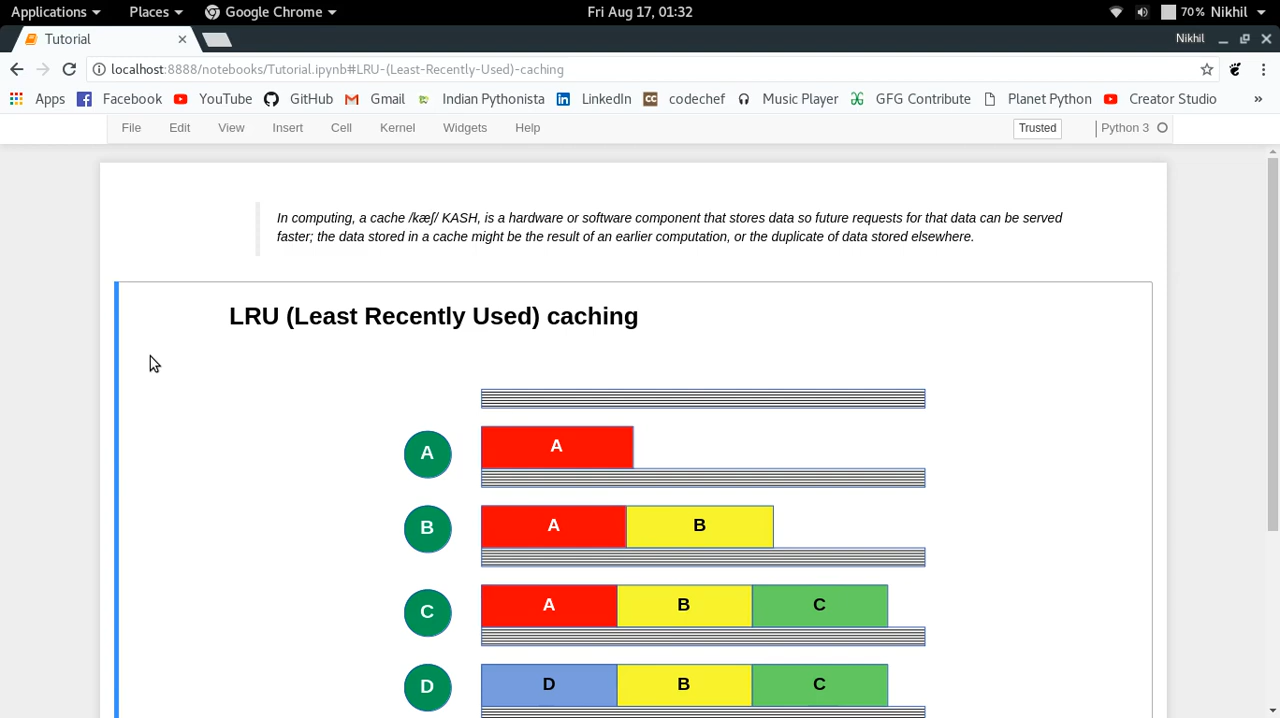 Applications Places Google Chrome Fri Aug 17, 01:32 70% Nikhil
Tutorial Nikhil
localhost:8888/notebooks/Tutorial.ipynb#LRU-(Least-Recently-Used)-caching
Apps Facebook YouTube GitHub Gmail Indian Pythonista LinkedIn CC codechef Music Player GFG Contribute Planet Python Creator Studio »
File Edit View Insert Cell Kernel Widgets Help Trusted Python 3
In computing, a cache /kæʃ/ KASH, is a hardware or software component that stores data so future requests for that data can be served
faster; the data stored in a cache might be the result of an earlier computation, or the duplicate of data stored elsewhere.
LRU (Least Recently Used) caching
A A
B A B
C A B C
D D B C